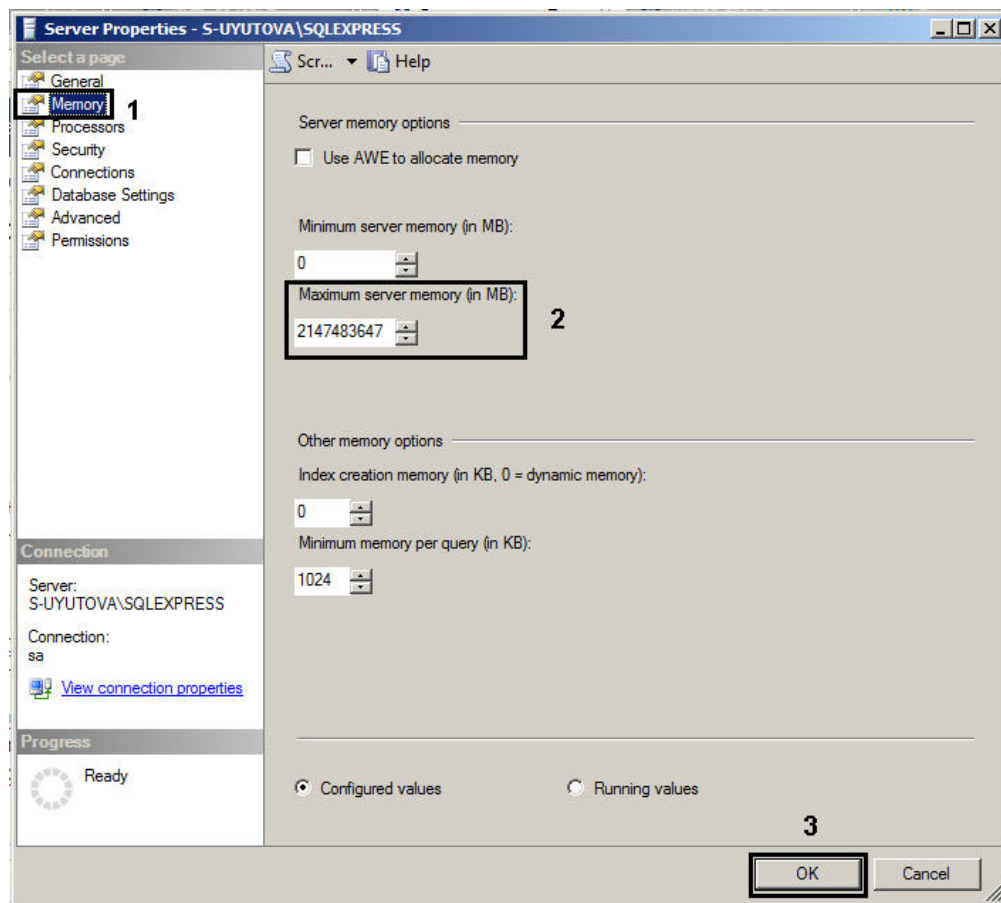 Server Properties - S-UYUTOVA\SQLEXPRESS
Select a page
General
Memory
1
Processors
Security
Connections
Database Settings
Advanced
Permissions
Scr...
Help
Server memory options
Use AWE to allocate memory
Minimum server memory (in MB):
0
Maximum server memory (in MB):
2147483647
2
Other memory options
Index creation memory (in KB, 0 = dynamic memory):
0
Minimum memory per query (in KB):
1024
Connection
Server:
S-UYUTOVA\SQLEXPRESS
Connection:
sa
View connection properties
Progress
Ready
Configured values
Running values
3
OK
Cancel